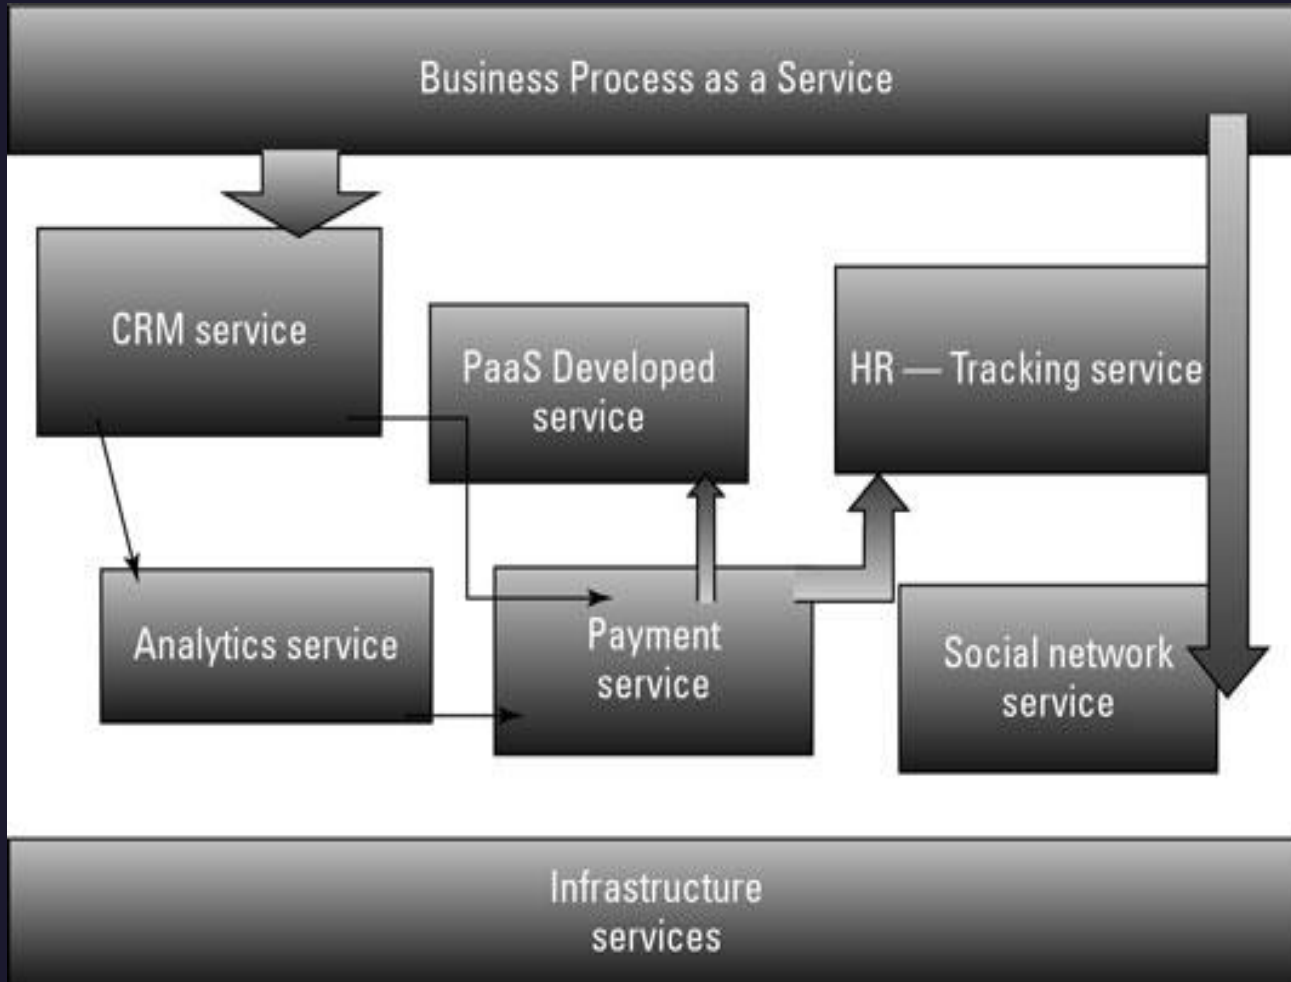 Business Process as a Service
CRM service
PaaS Developed
service
HR — Tracking service
Analytics service
Payment
service
Social network
service
Infrastructure
services